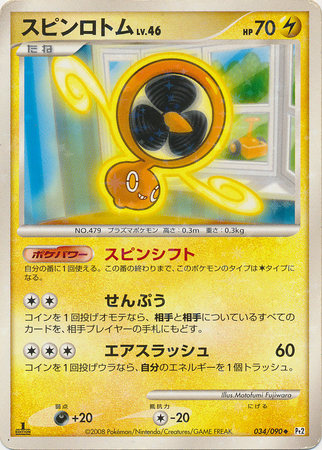 スピンロトム LV.46 HP 70
たね
NO.479 プラズマポケモン 高さ：0.3m 重さ：0.3kg
ポケパワー スピンシフト
自分の番に1回使える。この番の終わりまで、このポケモンのタイプは✶タイプになる。
せんぷう
コインを1回投げオモテなら、相手と相手についているすべてのカードを、相手プレイヤーの手札にもどす。
エアスラッシュ 60
コインを1回投げウラなら、自分のエネルギーを1個トラッシュ。
Illus.Motofumi Fujiwara
弱点 抵抗力 にげる
+20 -20
1 EDITION ©2008 Pokémon/Nintendo/Creatures/GAME FREAK. 034/090◆ Pt2